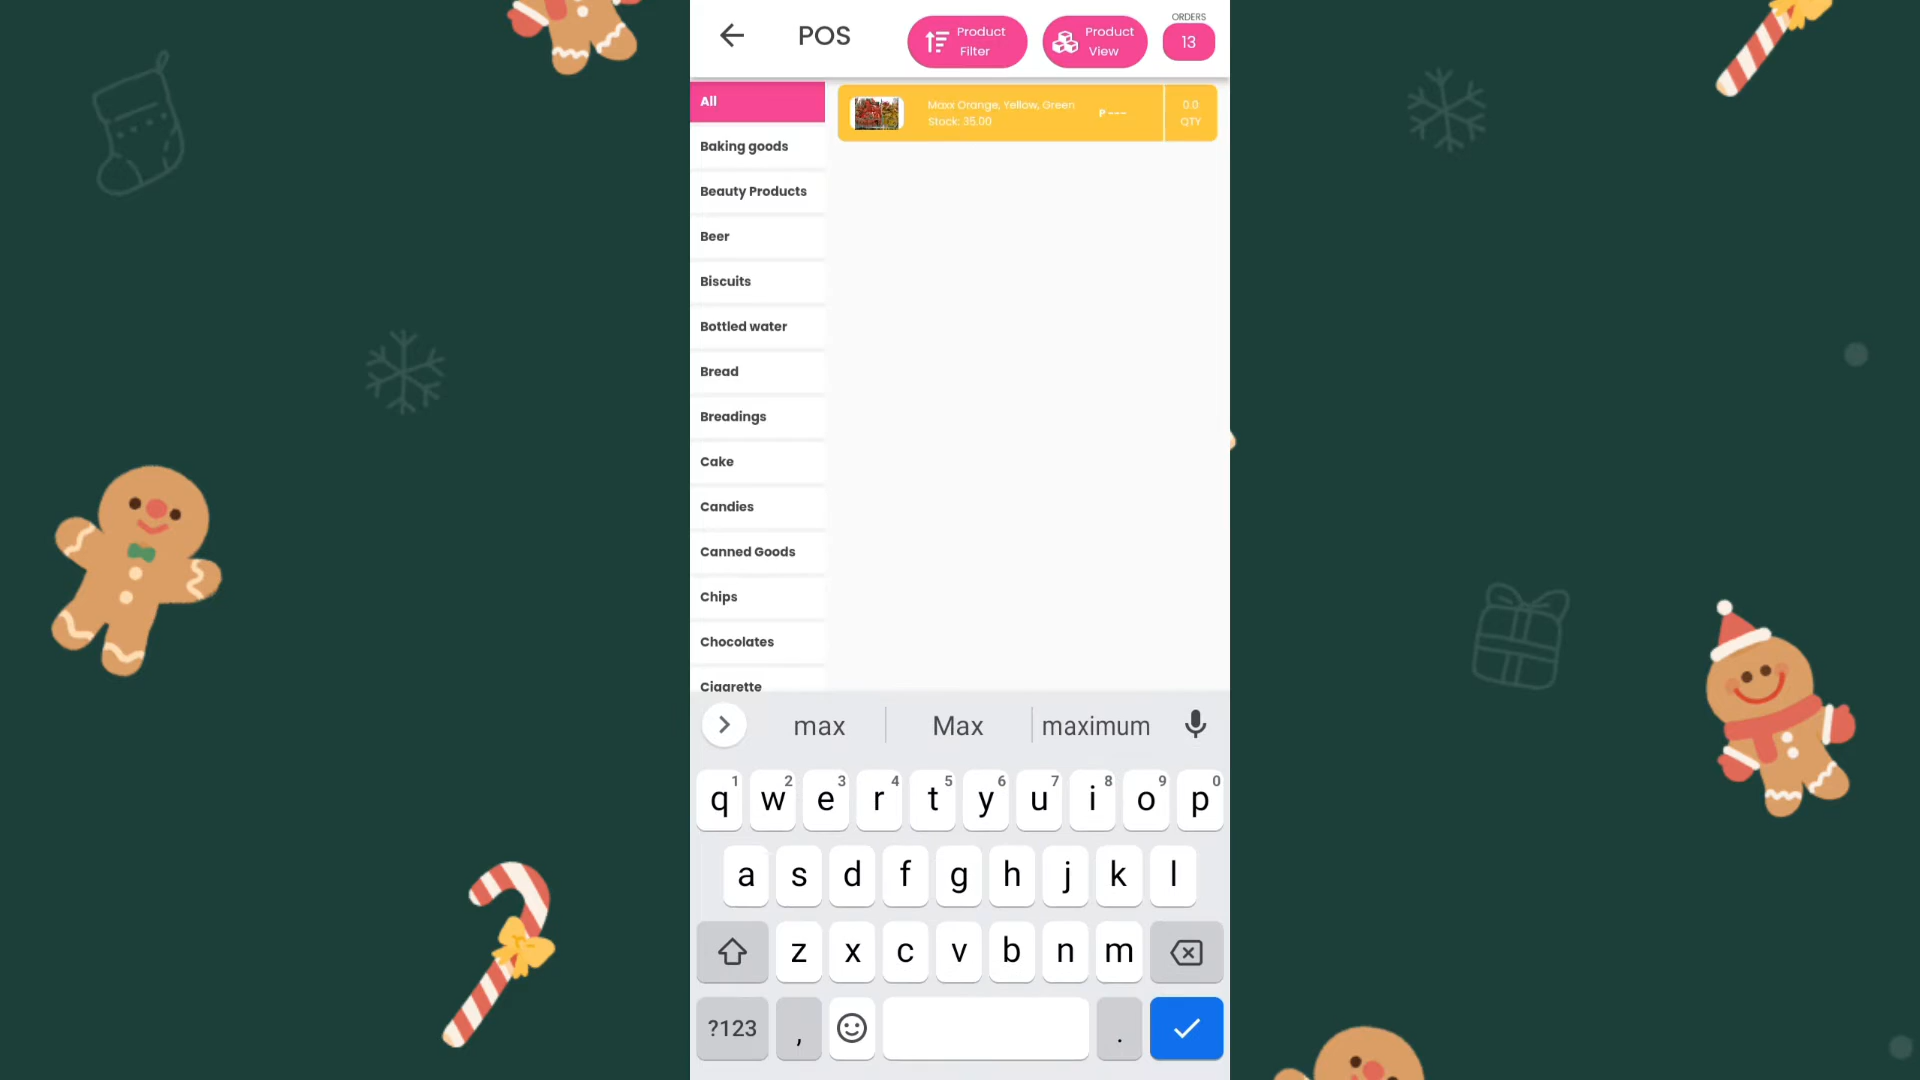 POS
Product
Filter
Product
View
ORDERS
13
All
Baking goods
Beauty Products
Beer
Biscuits
Bottled water
Bread
Breadings
Cake
Candies
Canned Goods
Chips
Chocolates
Cigarette
Maxx Orange, Yellow, Green
Stock: 35.00
₱ ---
0.0
QTY
max Max maximum
1 2 3 4 5 6 7 8 9 0
q w e r t y u i o p
a s d f g h j k l
z x c v b n m
?123 , .